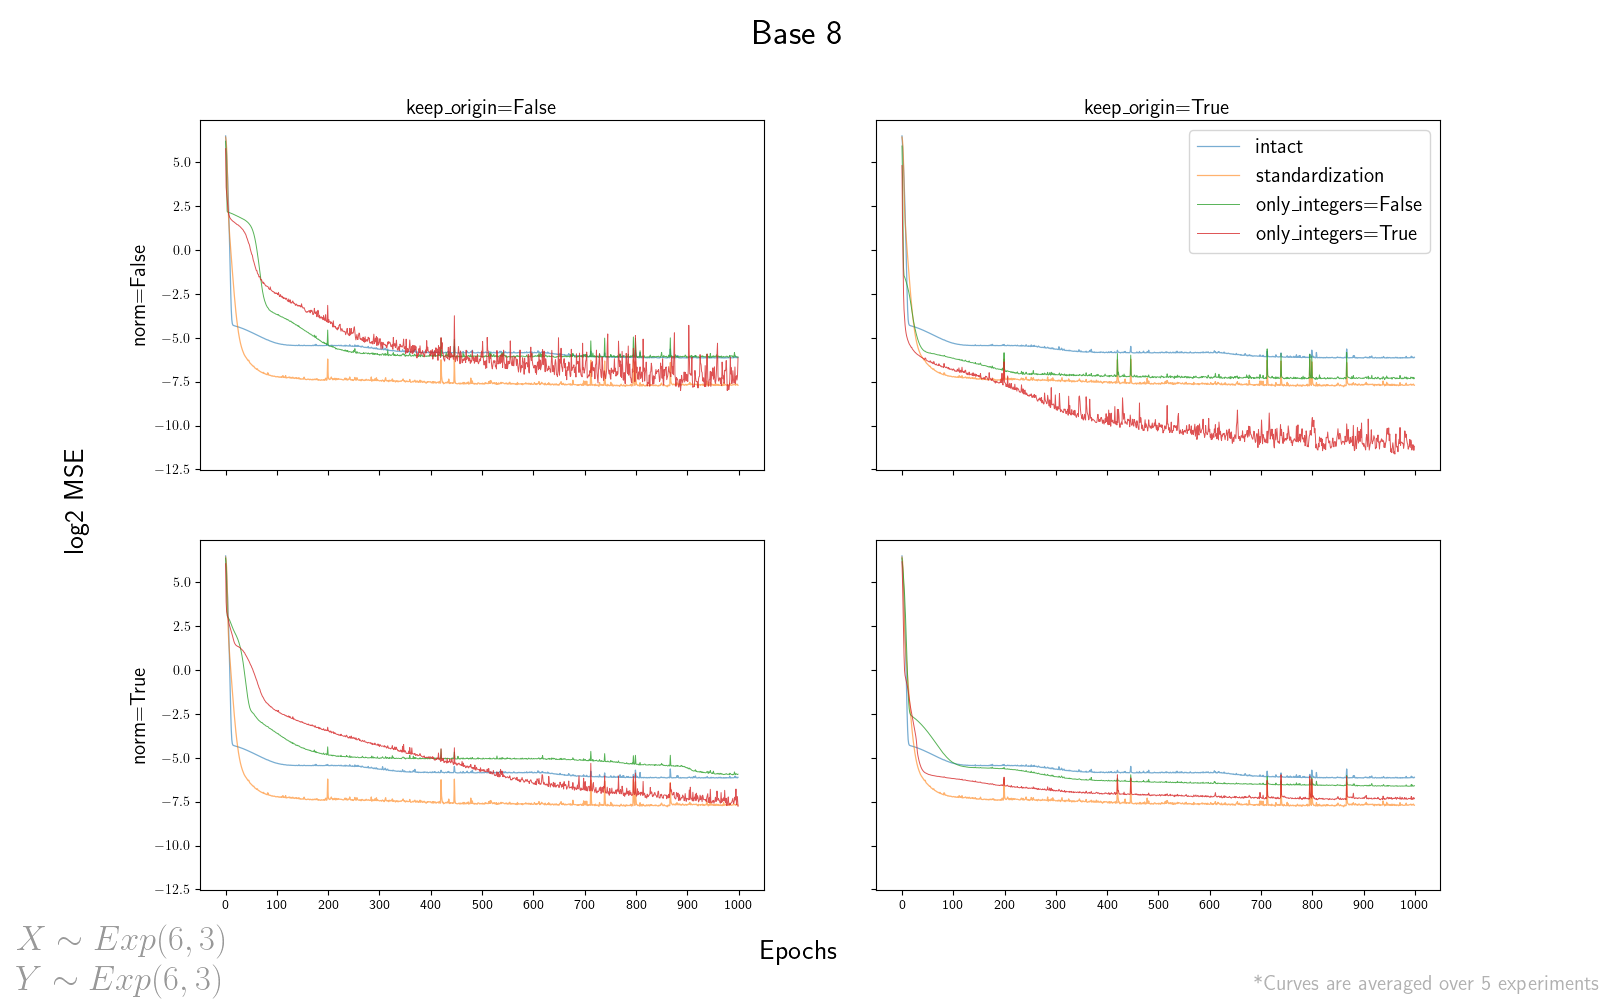 Base 8
keep_origin=False
keep_origin=True
intact
standardization
only_integers=False
only_integers=True
5.0
2.5
0.0
−2.5
−5.0
−7.5
−10.0
−12.5
norm=False
log2 MSE
norm=True
5.0
2.5
0.0
−2.5
−5.0
−7.5
−10.0
−12.5
0 100 200 300 400 500 600 700 800 900 1000
0 100 200 300 400 500 600 700 800 900 1000
Epochs
X ∼ Exp(6, 3)
Y ∼ Exp(6, 3)
*Curves are averaged over 5 experiments